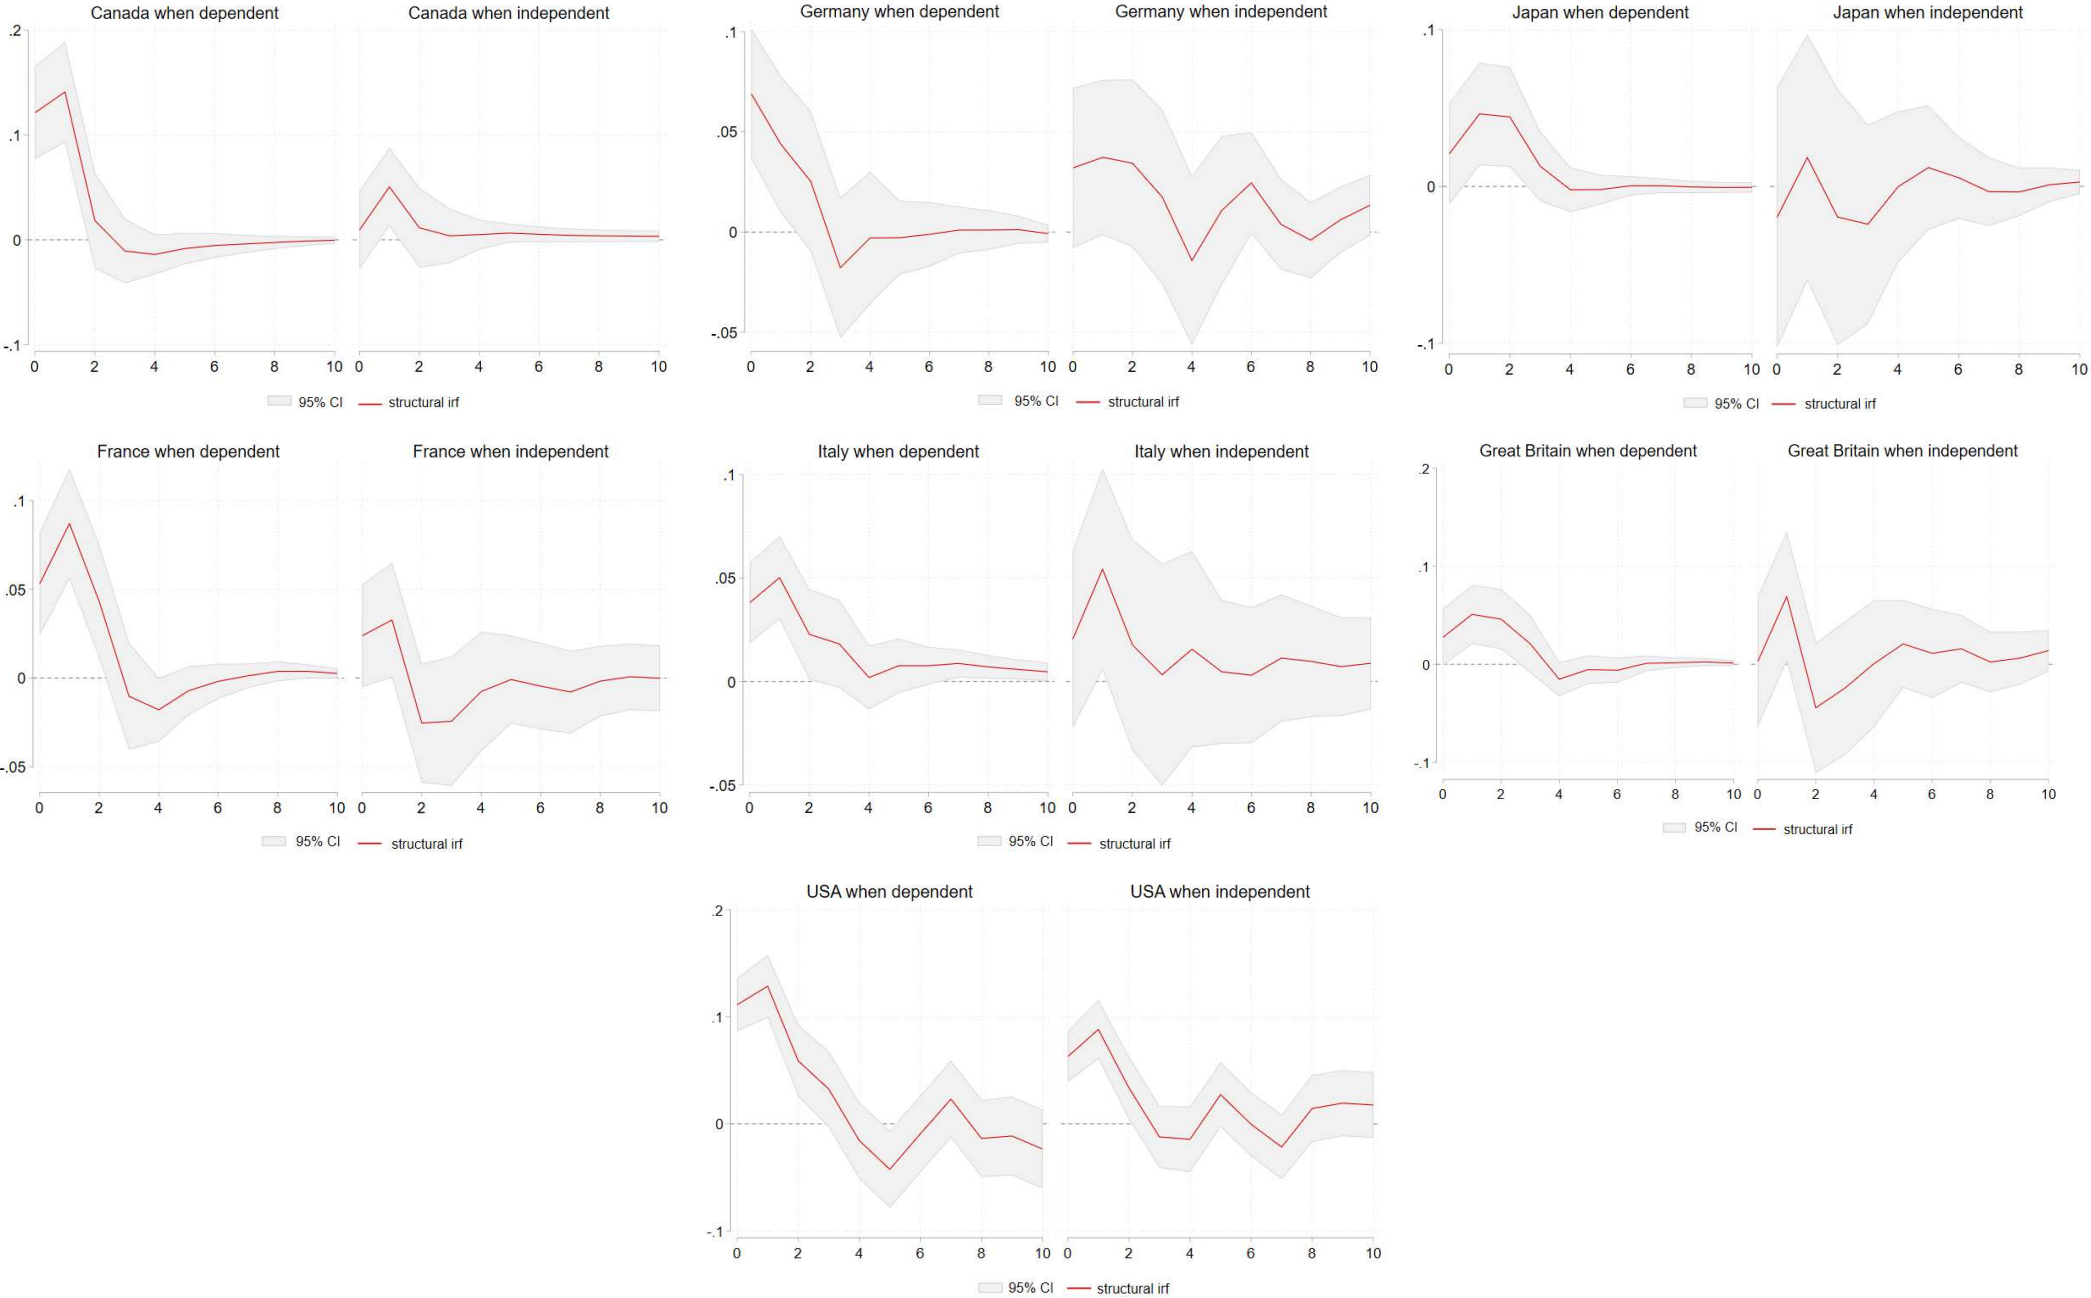 Canada when dependent
Canada when independent
.2
.1
0
-.1
0 2 4 6 8 10
0 2 4 6 8 10
95% CI
structural irf
Germany when dependent
Germany when independent
.1
.05
0
-.05
0 2 4 6 8 10
0 2 4 6 8 10
95% CI
structural irf
Japan when dependent
Japan when independent
.1
0
-.1
0 2 4 6 8 10
0 2 4 6 8 10
95% CI
structural irf
France when dependent
France when independent
.1
.05
0
-.05
0 2 4 6 8 10
0 2 4 6 8 10
95% CI
structural irf
Italy when dependent
Italy when independent
.1
.05
0
-.05
0 2 4 6 8 10
0 2 4 6 8 10
95% CI
structural irf
Great Britain when dependent
Great Britain when independent
.2
.1
0
-.1
0 2 4 6 8 10
0 2 4 6 8 10
95% CI
structural irf
USA when dependent
USA when independent
.2
.1
0
-.1
0 2 4 6 8 10
0 2 4 6 8 10
95% CI
structural irf